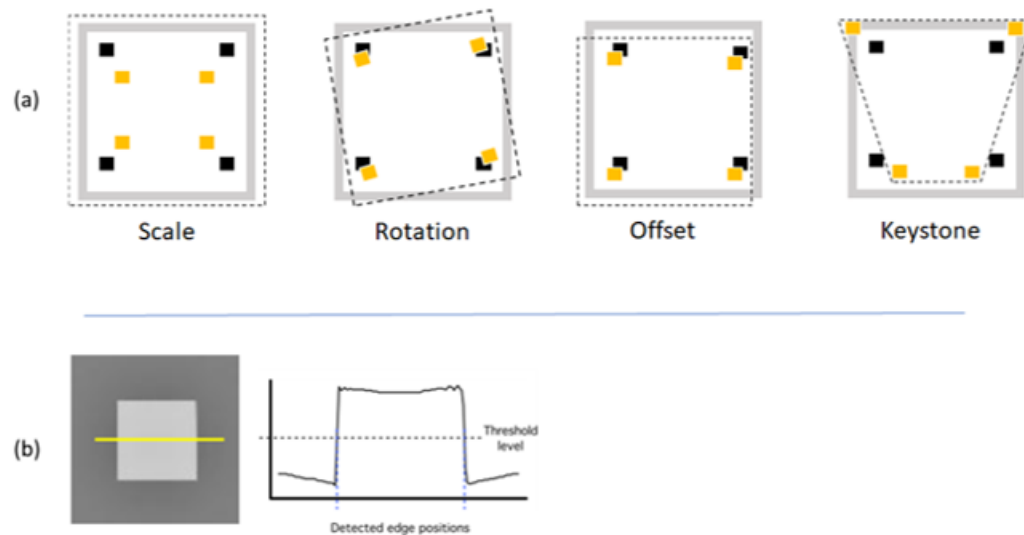 (a)
Scale
Rotation
Offset
Keystone
(b)
Threshold
level
Detected edge positions